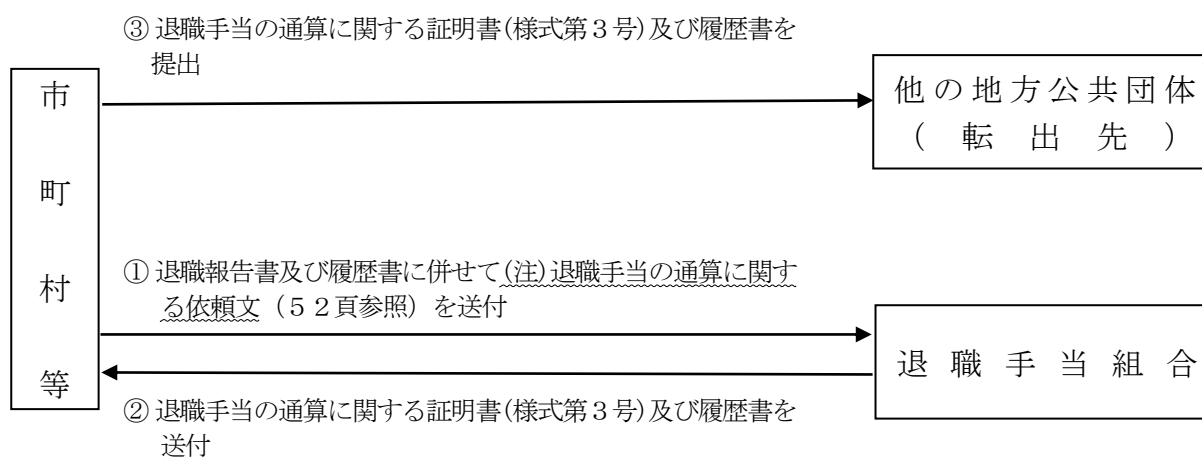 ③ 退職手当の通算に関する証明書(様式第３号)及び履歴書を
提出
市
町
村
等
他の地方公共団体
（転出先）
① 退職報告書及び履歴書に併せて(注)退職手当の通算に関す
る依頼文（５２頁参照）を送付
退職手当組合
② 退職手当の通算に関する証明書(様式第３号)及び履歴書を
送付